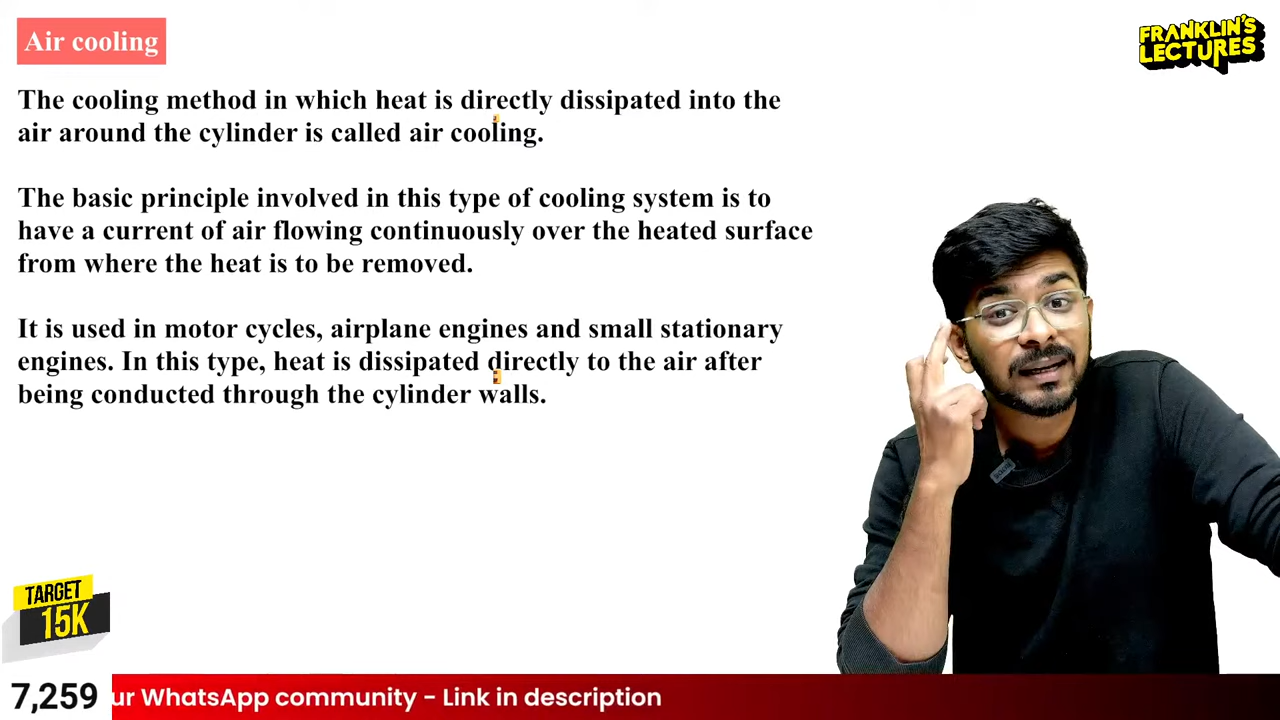 Air cooling
FRANKLIN'S
LECTURES
The cooling method in which heat is directly dissipated into the
air around the cylinder is called air cooling.
The basic principle involved in this type of cooling system is to
have a current of air flowing continuously over the heated surface
from where the heat is to be removed.
It is used in motor cycles, airplane engines and small stationary
engines. In this type, heat is dissipated directly to the air after
being conducted through the cylinder walls.
TARGET
15K
7,259
ur WhatsApp community - Link in description